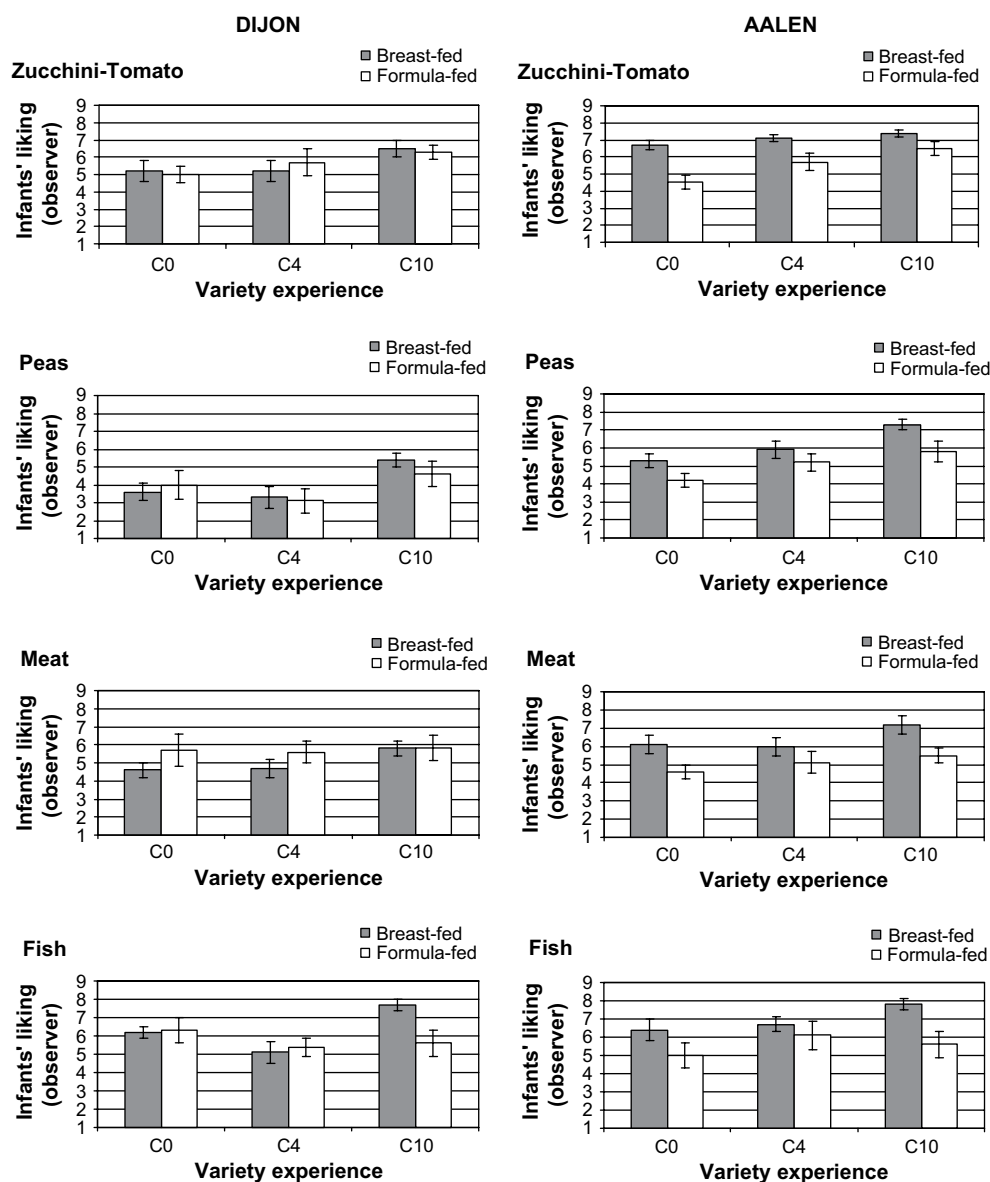 DIJON
Zucchini-Tomato
Breast-fed
Formula-fed
Infants' liking
(observer)
9
8
7
6
5
4
3
2
1
C0 C4 C10
Variety experience
AALEN
Zucchini-Tomato
Breast-fed
Formula-fed
Infants' liking
(observer)
9
8
7
6
5
4
3
2
1
C0 C4 C10
Variety experience
Peas
Breast-fed
Formula-fed
Infants' liking
(observer)
9
8
7
6
5
4
3
2
1
C0 C4 C10
Variety experience
Peas
Breast-fed
Formula-fed
Infants' liking
(observer)
9
8
7
6
5
4
3
2
1
C0 C4 C10
Variety experience
Meat
Breast-fed
Formula-fed
Infants' liking
(observer)
9
8
7
6
5
4
3
2
1
C0 C4 C10
Variety experience
Meat
Breast-fed
Formula-fed
Infants' liking
(observer)
9
8
7
6
5
4
3
2
1
C0 C4 C10
Variety experience
Fish
Breast-fed
Formula-fed
Infants' liking
(observer)
9
8
7
6
5
4
3
2
1
C0 C4 C10
Variety experience
Fish
Breast-fed
Formula-fed
Infants' liking
(observer)
9
8
7
6
5
4
3
2
1
C0 C4 C10
Variety experience